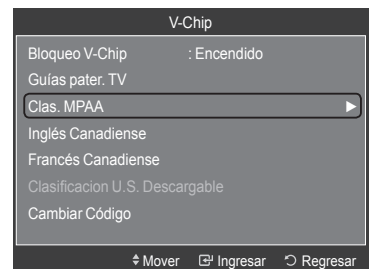 V-Chip
Bloqueo V-Chip : Encendido
Guías pater. TV
Clas. MPAA
Inglés Canadiense
Francés Canadiense
Clasificacion U.S. Descargable
Cambiar Código
Mover Ingresar Regresar